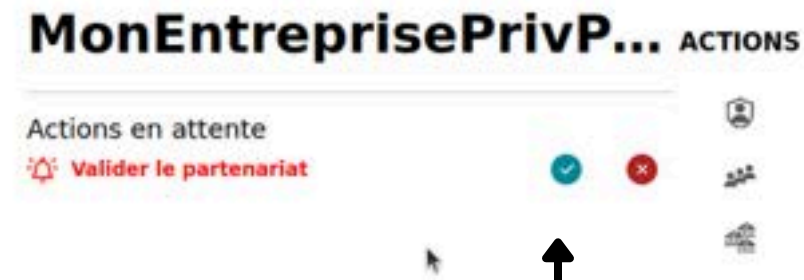 MonEntreprisePrivP...
ACTIONS
Actions en attente
Valider le partenariat